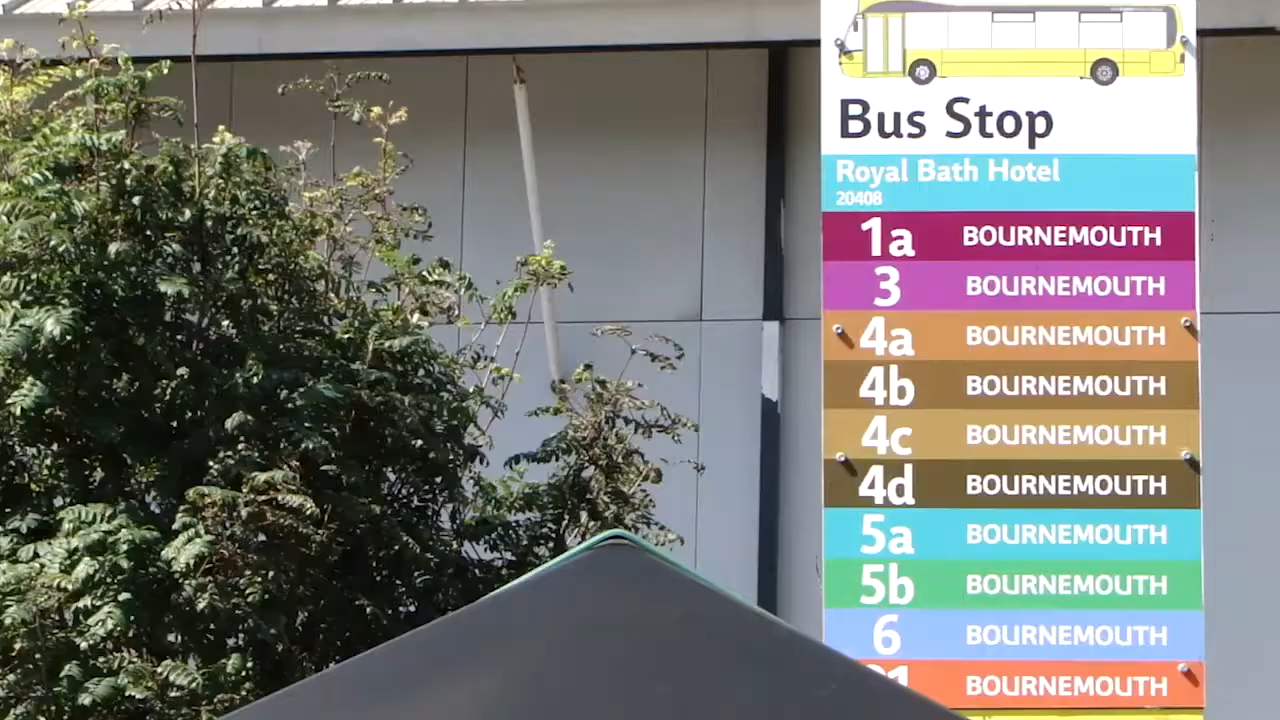 Bus Stop
Royal Bath Hotel
20408
1a BOURNEMOUTH
3 BOURNEMOUTH
4a BOURNEMOUTH
4b BOURNEMOUTH
4c BOURNEMOUTH
4d BOURNEMOUTH
5a BOURNEMOUTH
5b BOURNEMOUTH
6 BOURNEMOUTH
BOURNEMOUTH